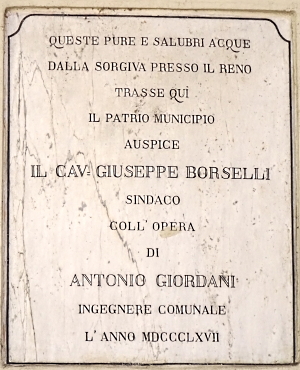 QUESTE PURE E SALUBRI ACQUE
DALLA SORGIVA PRESSO IL RENO
TRASSE QUÌ
IL PATRIO MUNICIPIO
AUSPICE
IL CAV. GIUSEPPE BORSELLI
SINDACO
COLL' OPERA
DI
ANTONIO GIORDANI
INGEGNERE COMUNALE
L'ANNO MDCCCLXVII